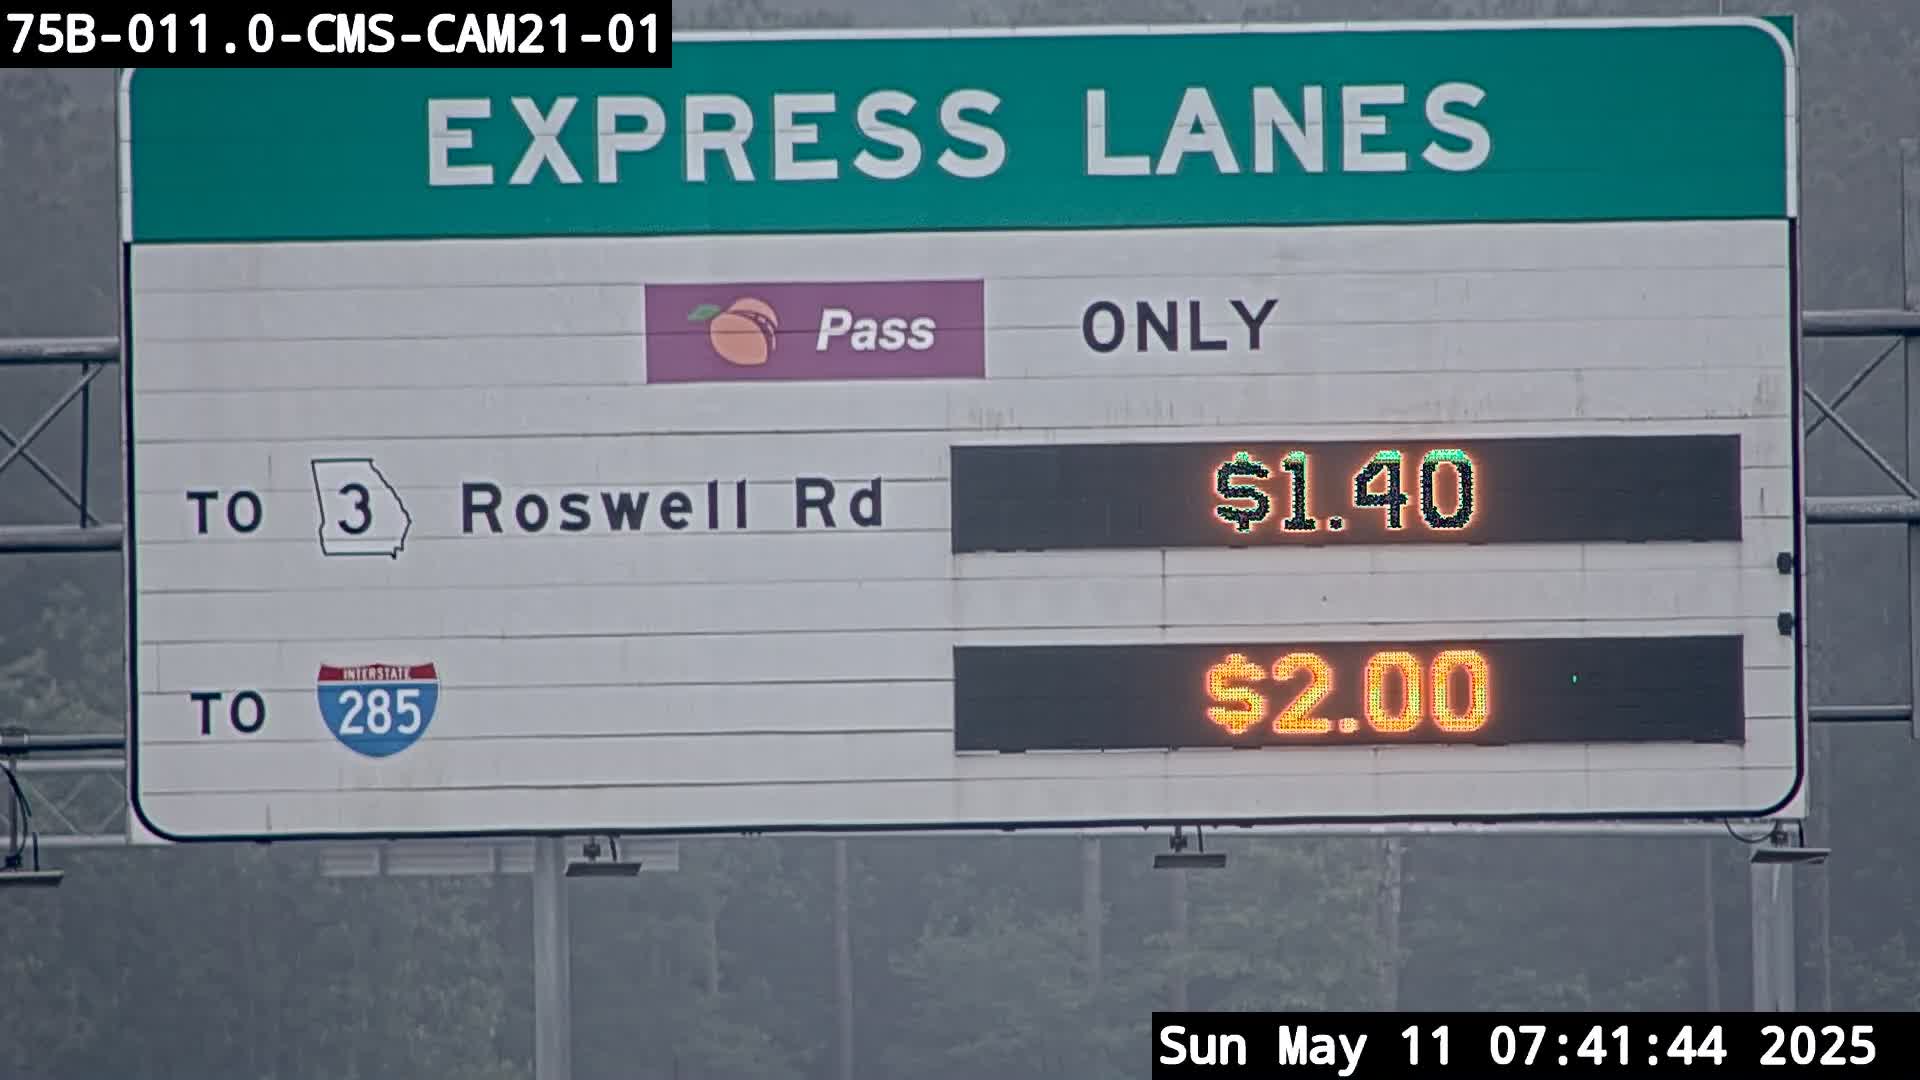 75B-011.0-CMS-CAM21-01
EXPRESS LANES
Pass ONLY
TO 3 Roswell Rd $1.40
INTERSTATE
TO 285 $2.00
Sun May 11 07:41:44 2025